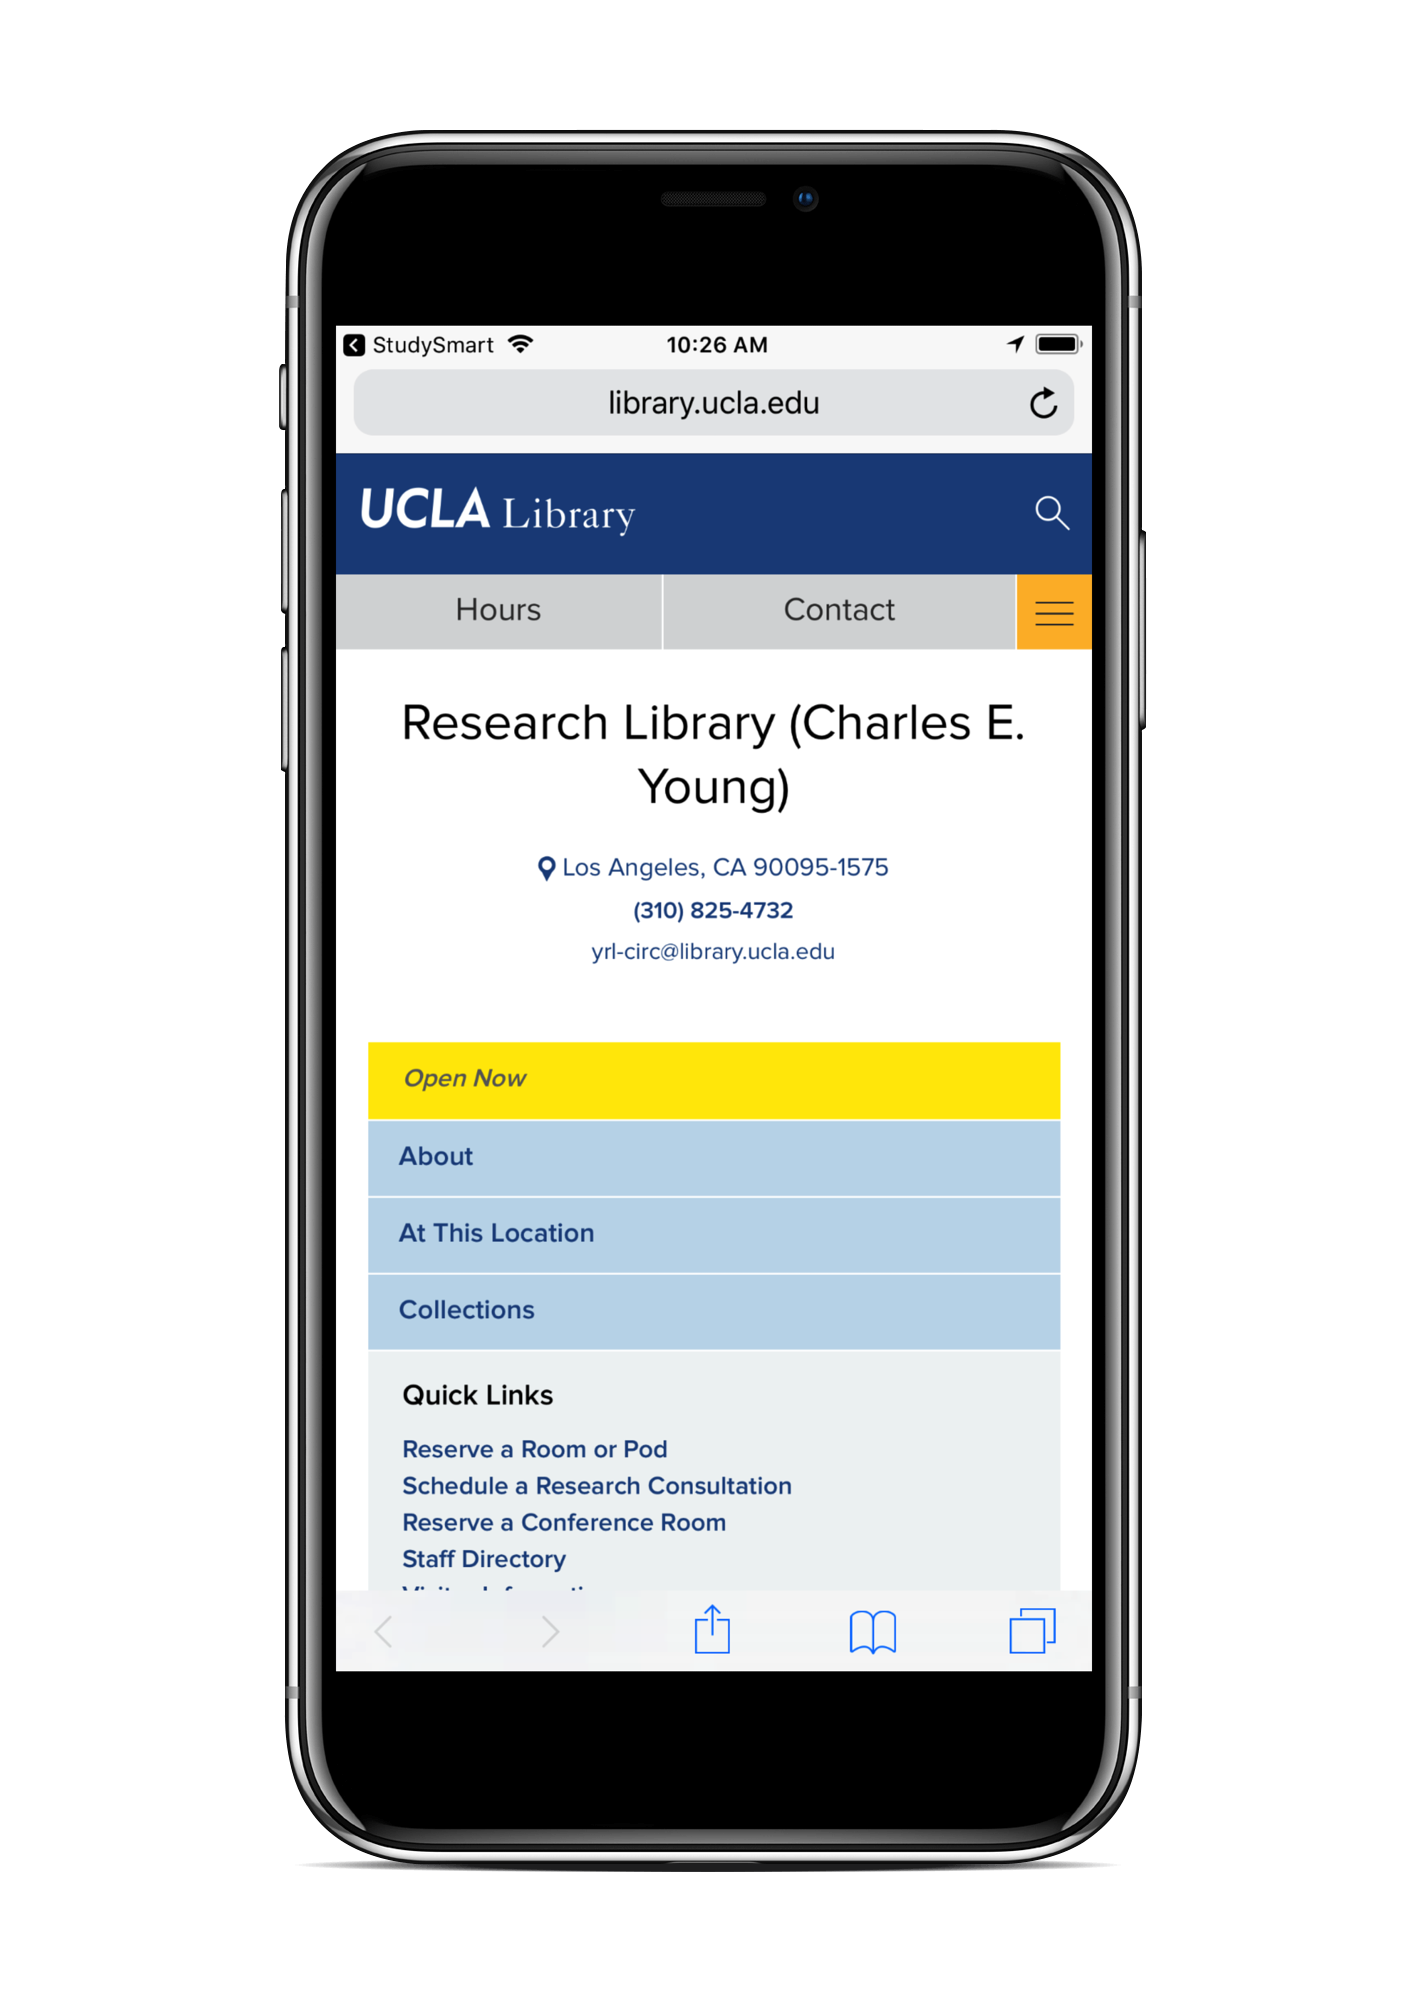 StudySmart 10:26 AM
library.ucla.edu
UCLA Library
Hours Contact
Research Library (Charles E.
Young)
Los Angeles, CA 90095-1575
(310) 825-4732
yrl-circ@library.ucla.edu
Open Now
About
At This Location
Collections
Quick Links
Reserve a Room or Pod
Schedule a Research Consultation
Reserve a Conference Room
Staff Directory